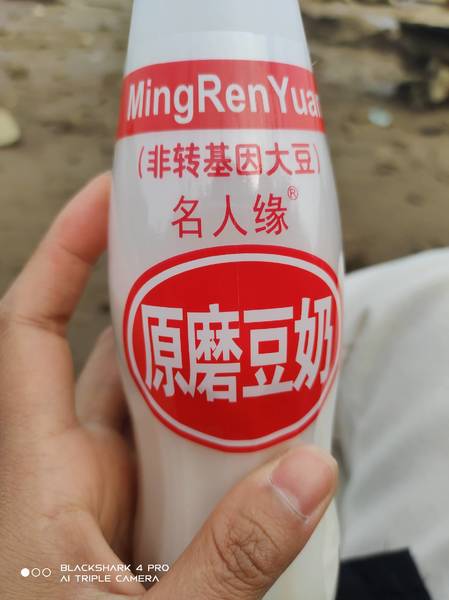 MingRenYuan
(非转基因大豆)
名人缘®
原磨豆奶
BLACKSHARK 4 PRO
AI TRIPLE CAMERA